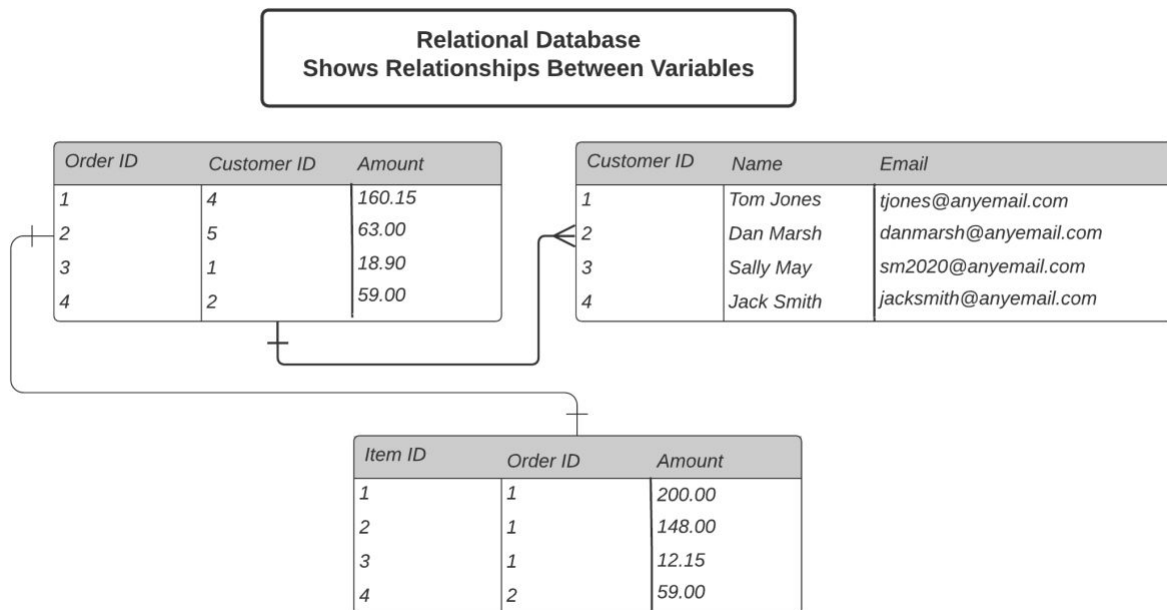 Relational Database
Shows Relationships Between Variables
Order ID Customer ID Amount
1 4 160.15
2 5 63.00
3 1 18.90
4 2 59.00
Customer ID Name Email
1 Tom Jones tjones@anyemail.com
2 Dan Marsh danmarsh@anyemail.com
3 Sally May sm2020@anyemail.com
4 Jack Smith jacksmith@anyemail.com
Item ID Order ID Amount
1 1 200.00
2 1 148.00
3 1 12.15
4 2 59.00